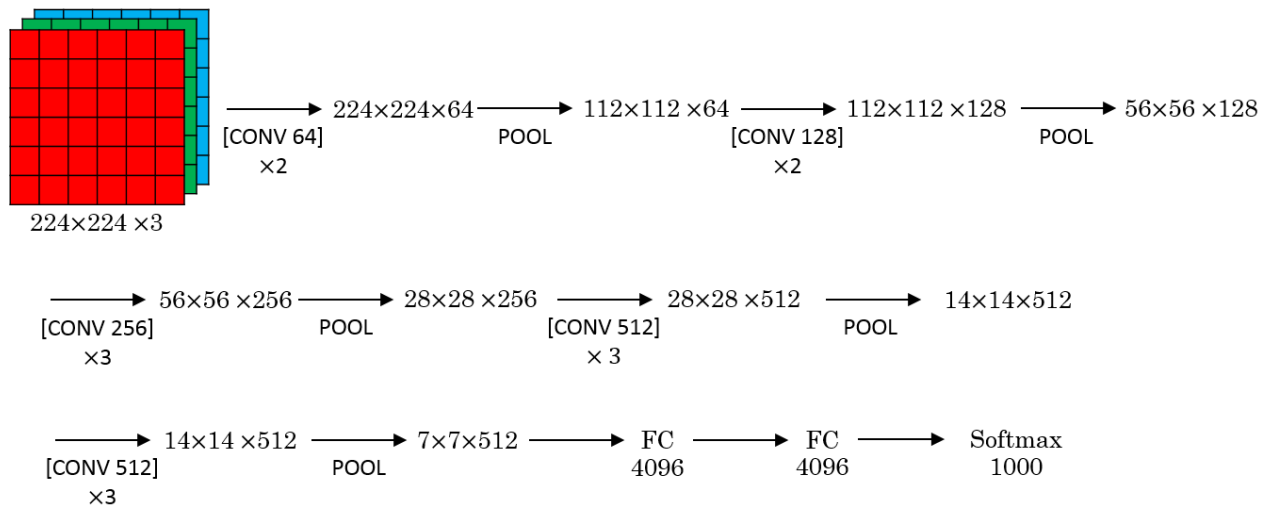 224×224 ×3
224×224×64
112×112 ×64
112×112 ×128
56×56 ×128
[CONV 64]
×2
POOL
[CONV 128]
×2
POOL
56×56 ×256
28×28 ×256
28×28 ×512
14×14×512
[CONV 256]
×3
POOL
[CONV 512]
× 3
POOL
14×14 ×512
7×7×512
FC
4096
FC
4096
Softmax
1000
[CONV 512]
×3
POOL